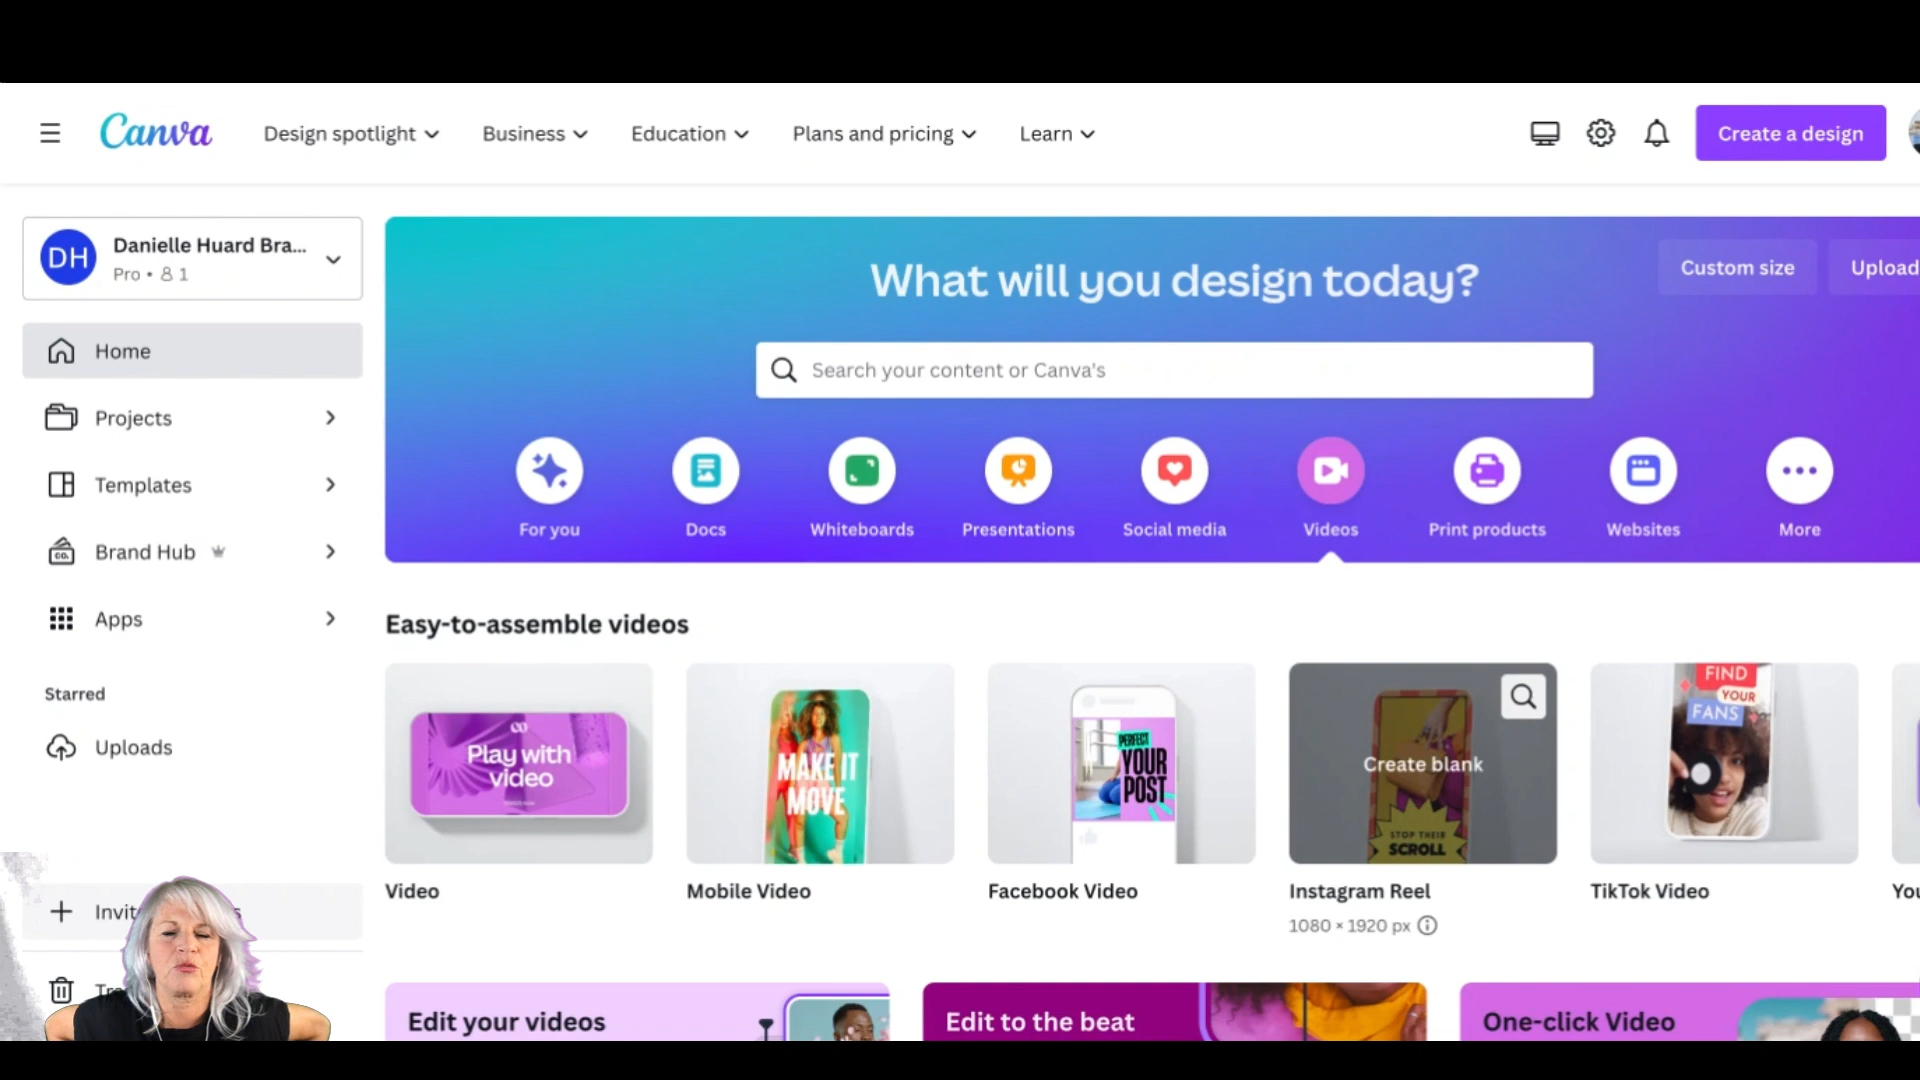 Canva
Design spotlight
Business
Education
Plans and pricing
Learn
Create a design
DH
Danielle Huard Bra...
Pro • 1
Home
Projects
Templates
Brand Hub
CO.
Apps
Starred
Uploads
What will you design today?
Custom size
Upload
Search your content or Canva's
For you
Docs
Whiteboards
Presentations
Social media
Videos
Print products
Websites
More
Easy-to-assemble videos
Play with
video
MAKE IT
MOVE
PERFECT
YOUR
POST
Create blank
STOP THEIR
SCROLL
FIND
YOUR
FANS
Video
Mobile Video
Facebook Video
Instagram Reel
1080 × 1920 px
TikTok Video
Edit your videos
Edit to the beat
One-click Video